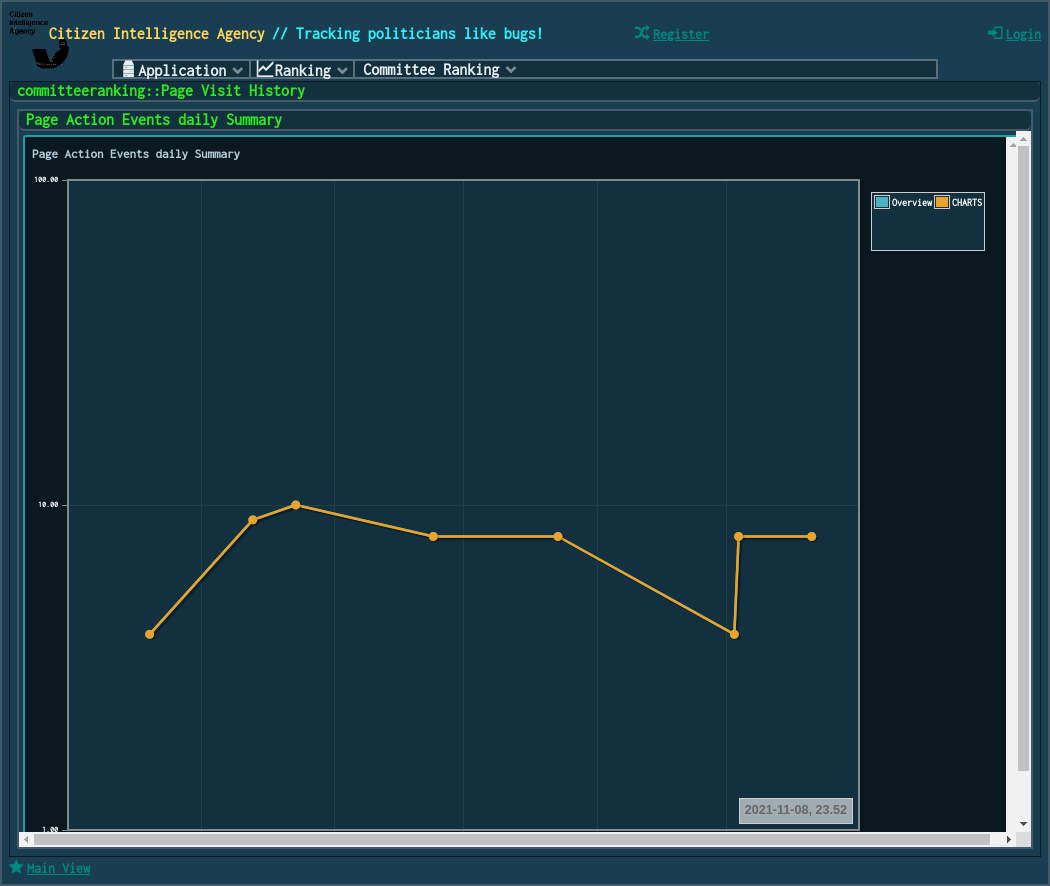 Citizen
Intelligence
Agency
Citizen Intelligence Agency // Tracking politicians like bugs!
Register
Login
Application
Ranking
Committee Ranking
committeeranking::Page Visit History
Page Action Events daily Summary
Page Action Events daily Summary
100.00
Overview
CHARTS
10.00
2021-11-08, 23.52
1.00
Main View